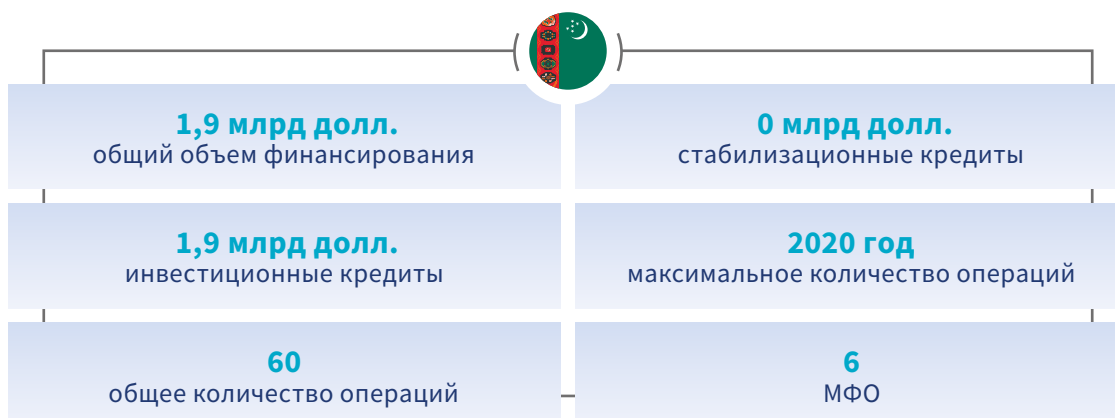 1,9 млрд долл.
общий объем финансирования
0 млрд долл.
стабилизационные кредиты
1,9 млрд долл.
инвестиционные кредиты
2020 год
максимальное количество операций
60
общее количество операций
6
МФО